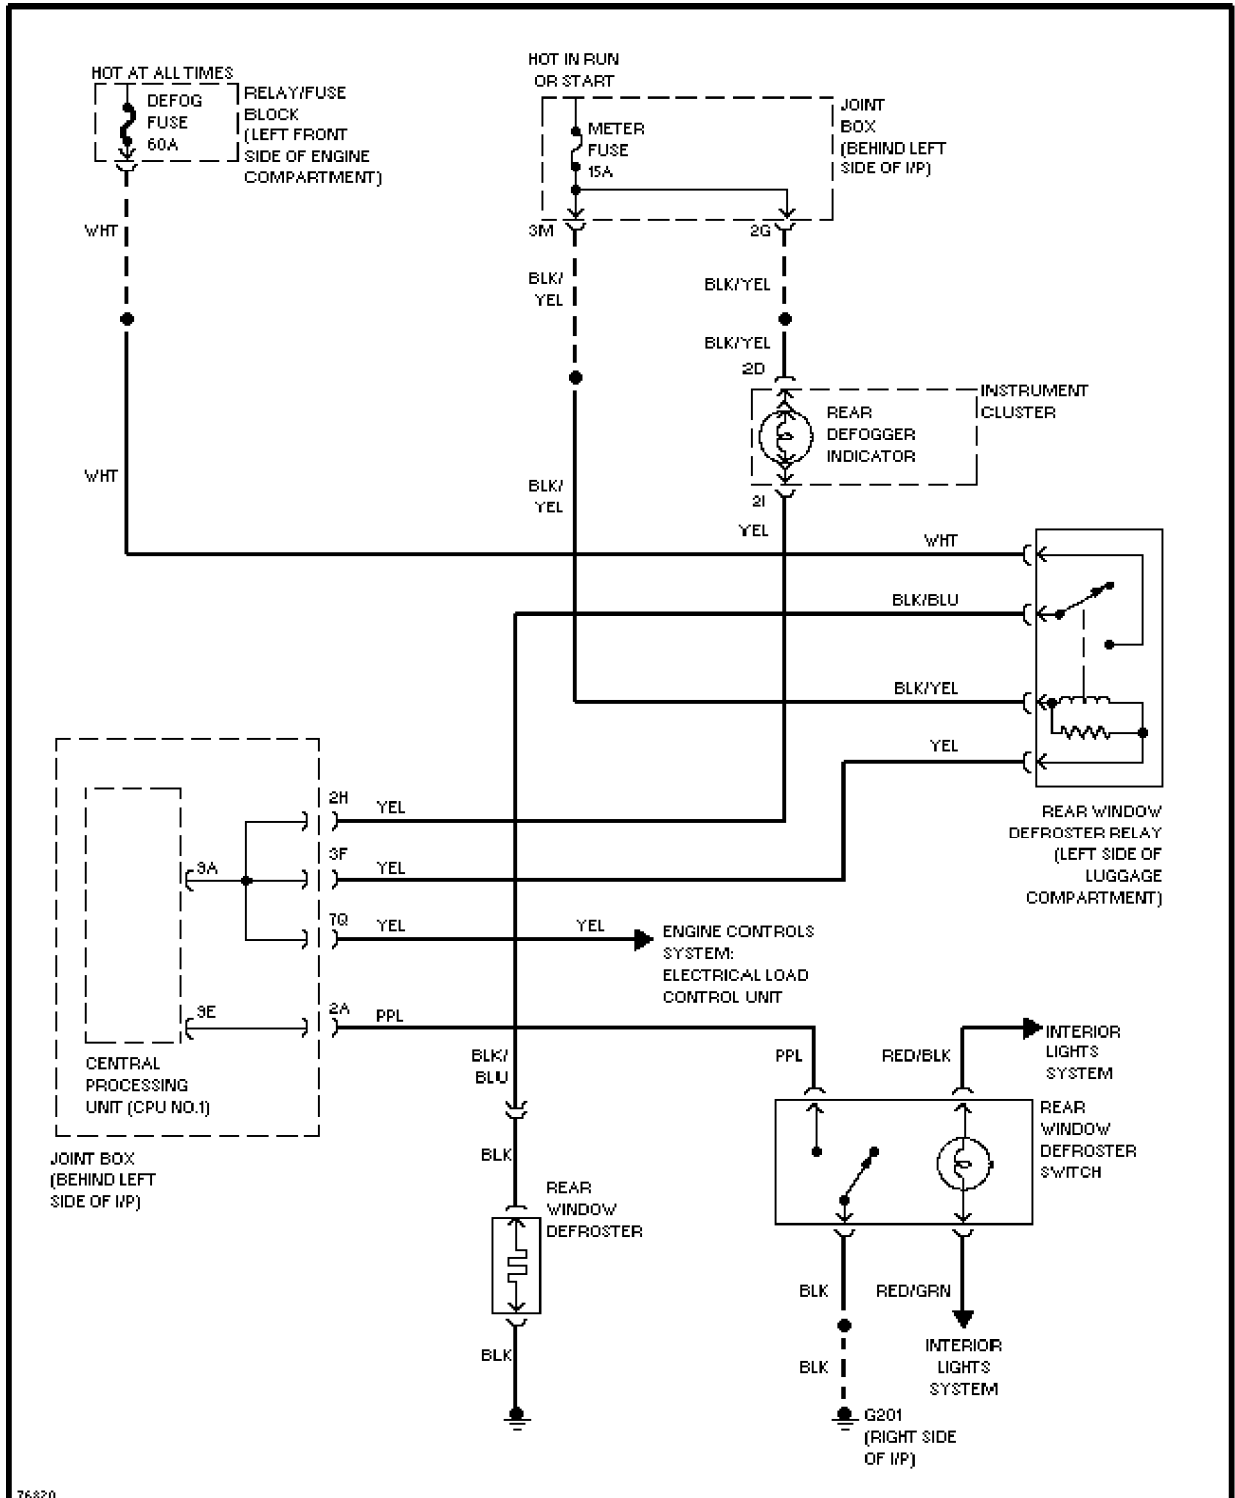 HOT AT ALL TIMES
DEFOG
FUSE
60A
RELAY/FUSE
BLOCK
(LEFT FRONT
SIDE OF ENGINE
COMPARTMENT)
HOT IN RUN
OR START
METER
FUSE
15A
JOINT
BOX
(BEHIND LEFT
SIDE OF I/P)
WHT
3M
2G
BLK/
YEL
BLK/YEL
BLK/YEL
2D
INSTRUMENT
CLUSTER
REAR
DEFOGGER
INDICATOR
WHT
BLK/
YEL
2I
YEL
WHT
BLK/BLU
BLK/YEL
YEL
REAR WINDOW
DEFROSTER RELAY
(LEFT SIDE OF
LUGGAGE
COMPARTMENT)
2H
YEL
9A
3F
YEL
7Q
YEL
YEL
ENGINE CONTROLS
SYSTEM:
ELECTRICAL LOAD
CONTROL UNIT
9E
2A
PPL
CENTRAL
PROCESSING
UNIT (CPU NO.1)
JOINT BOX
(BEHIND LEFT
SIDE OF I/P)
BLK/
BLU
PPL
RED/BLK
INTERIOR
LIGHTS
SYSTEM
REAR
WINDOW
DEFROSTER
SWITCH
BLK
REAR
WINDOW
DEFROSTER
BLK
BLK
RED/GRN
BLK
INTERIOR
LIGHTS
SYSTEM
G201
(RIGHT SIDE
OF I/P)
76820